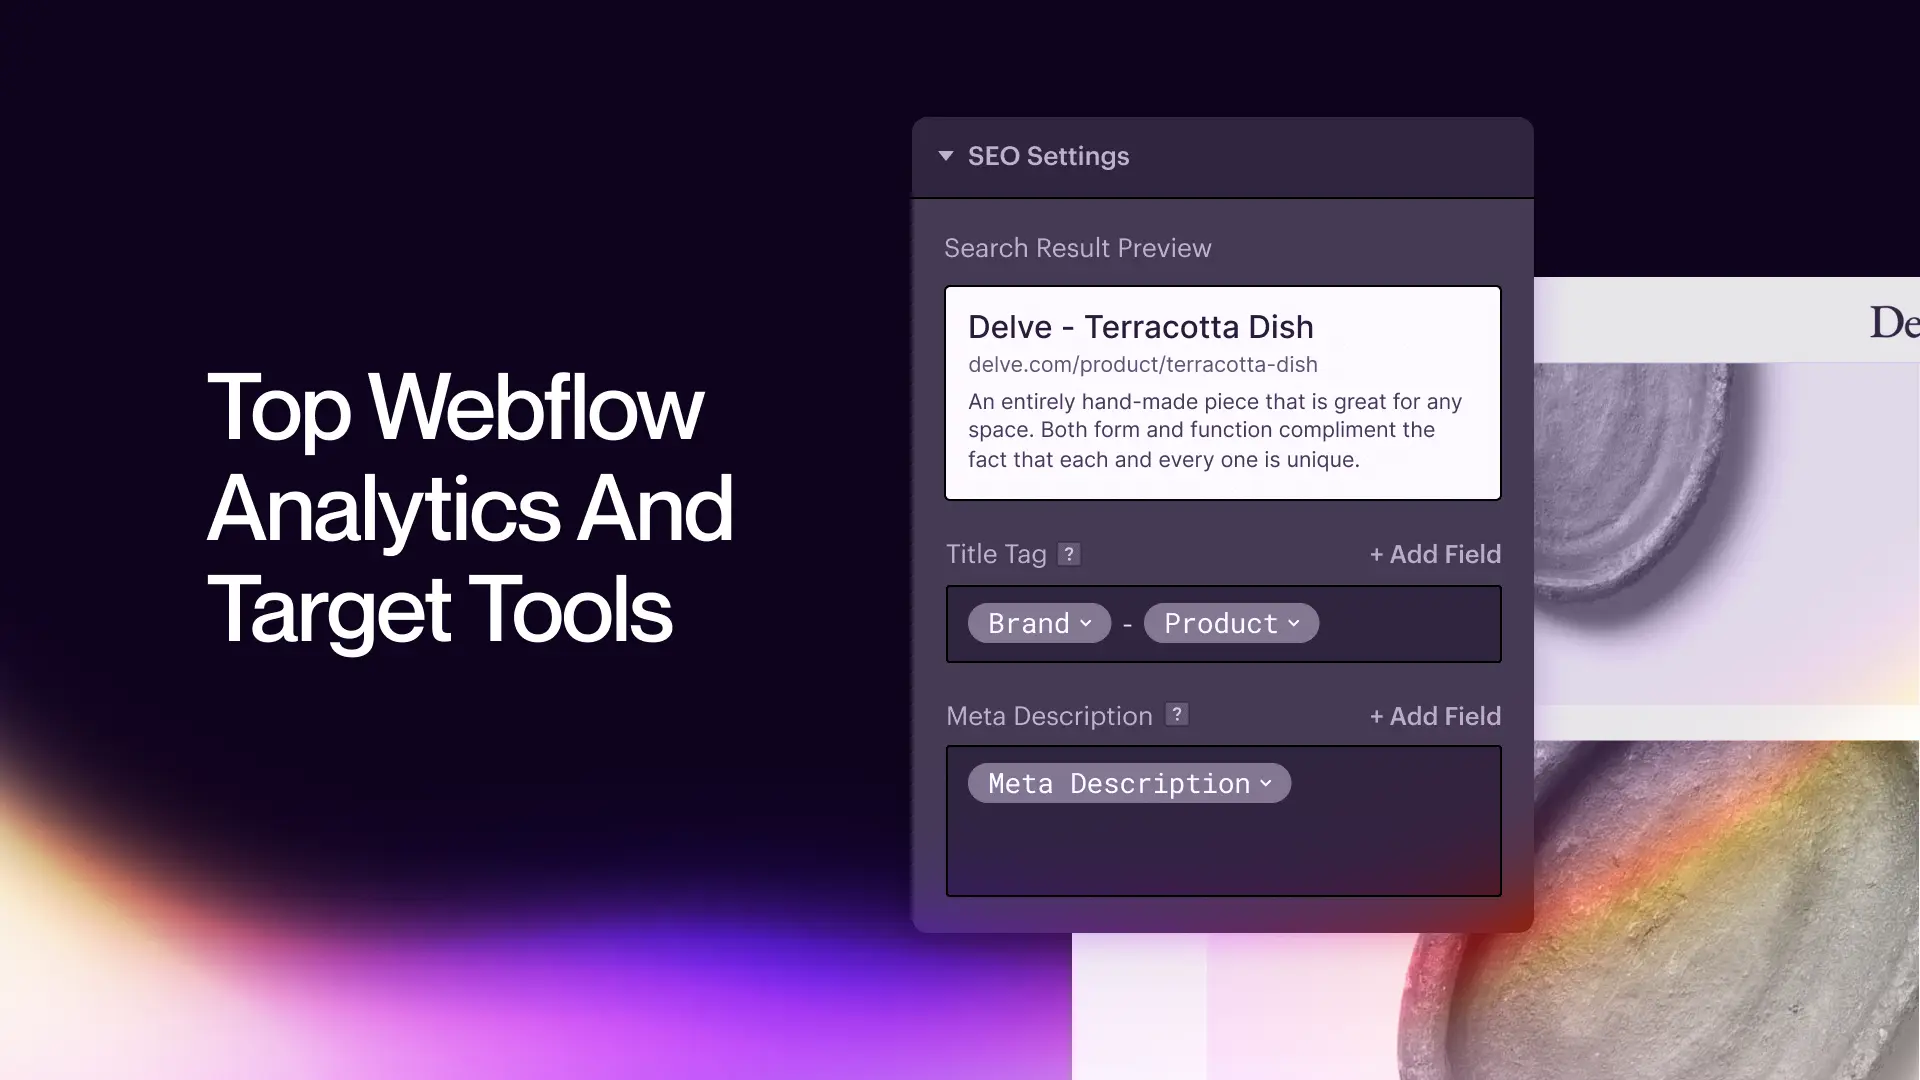 Top Webflow
Analytics And
Target Tools
SEO Settings
Search Result Preview
Delve - Terracotta Dish
delve.com/product/terracotta-dish
An entirely hand-made piece that is great for any
space. Both form and function compliment the
fact that each and every one is unique.
Title Tag ? + Add Field
Brand - Product
Meta Description ? + Add Field
Meta Description
De